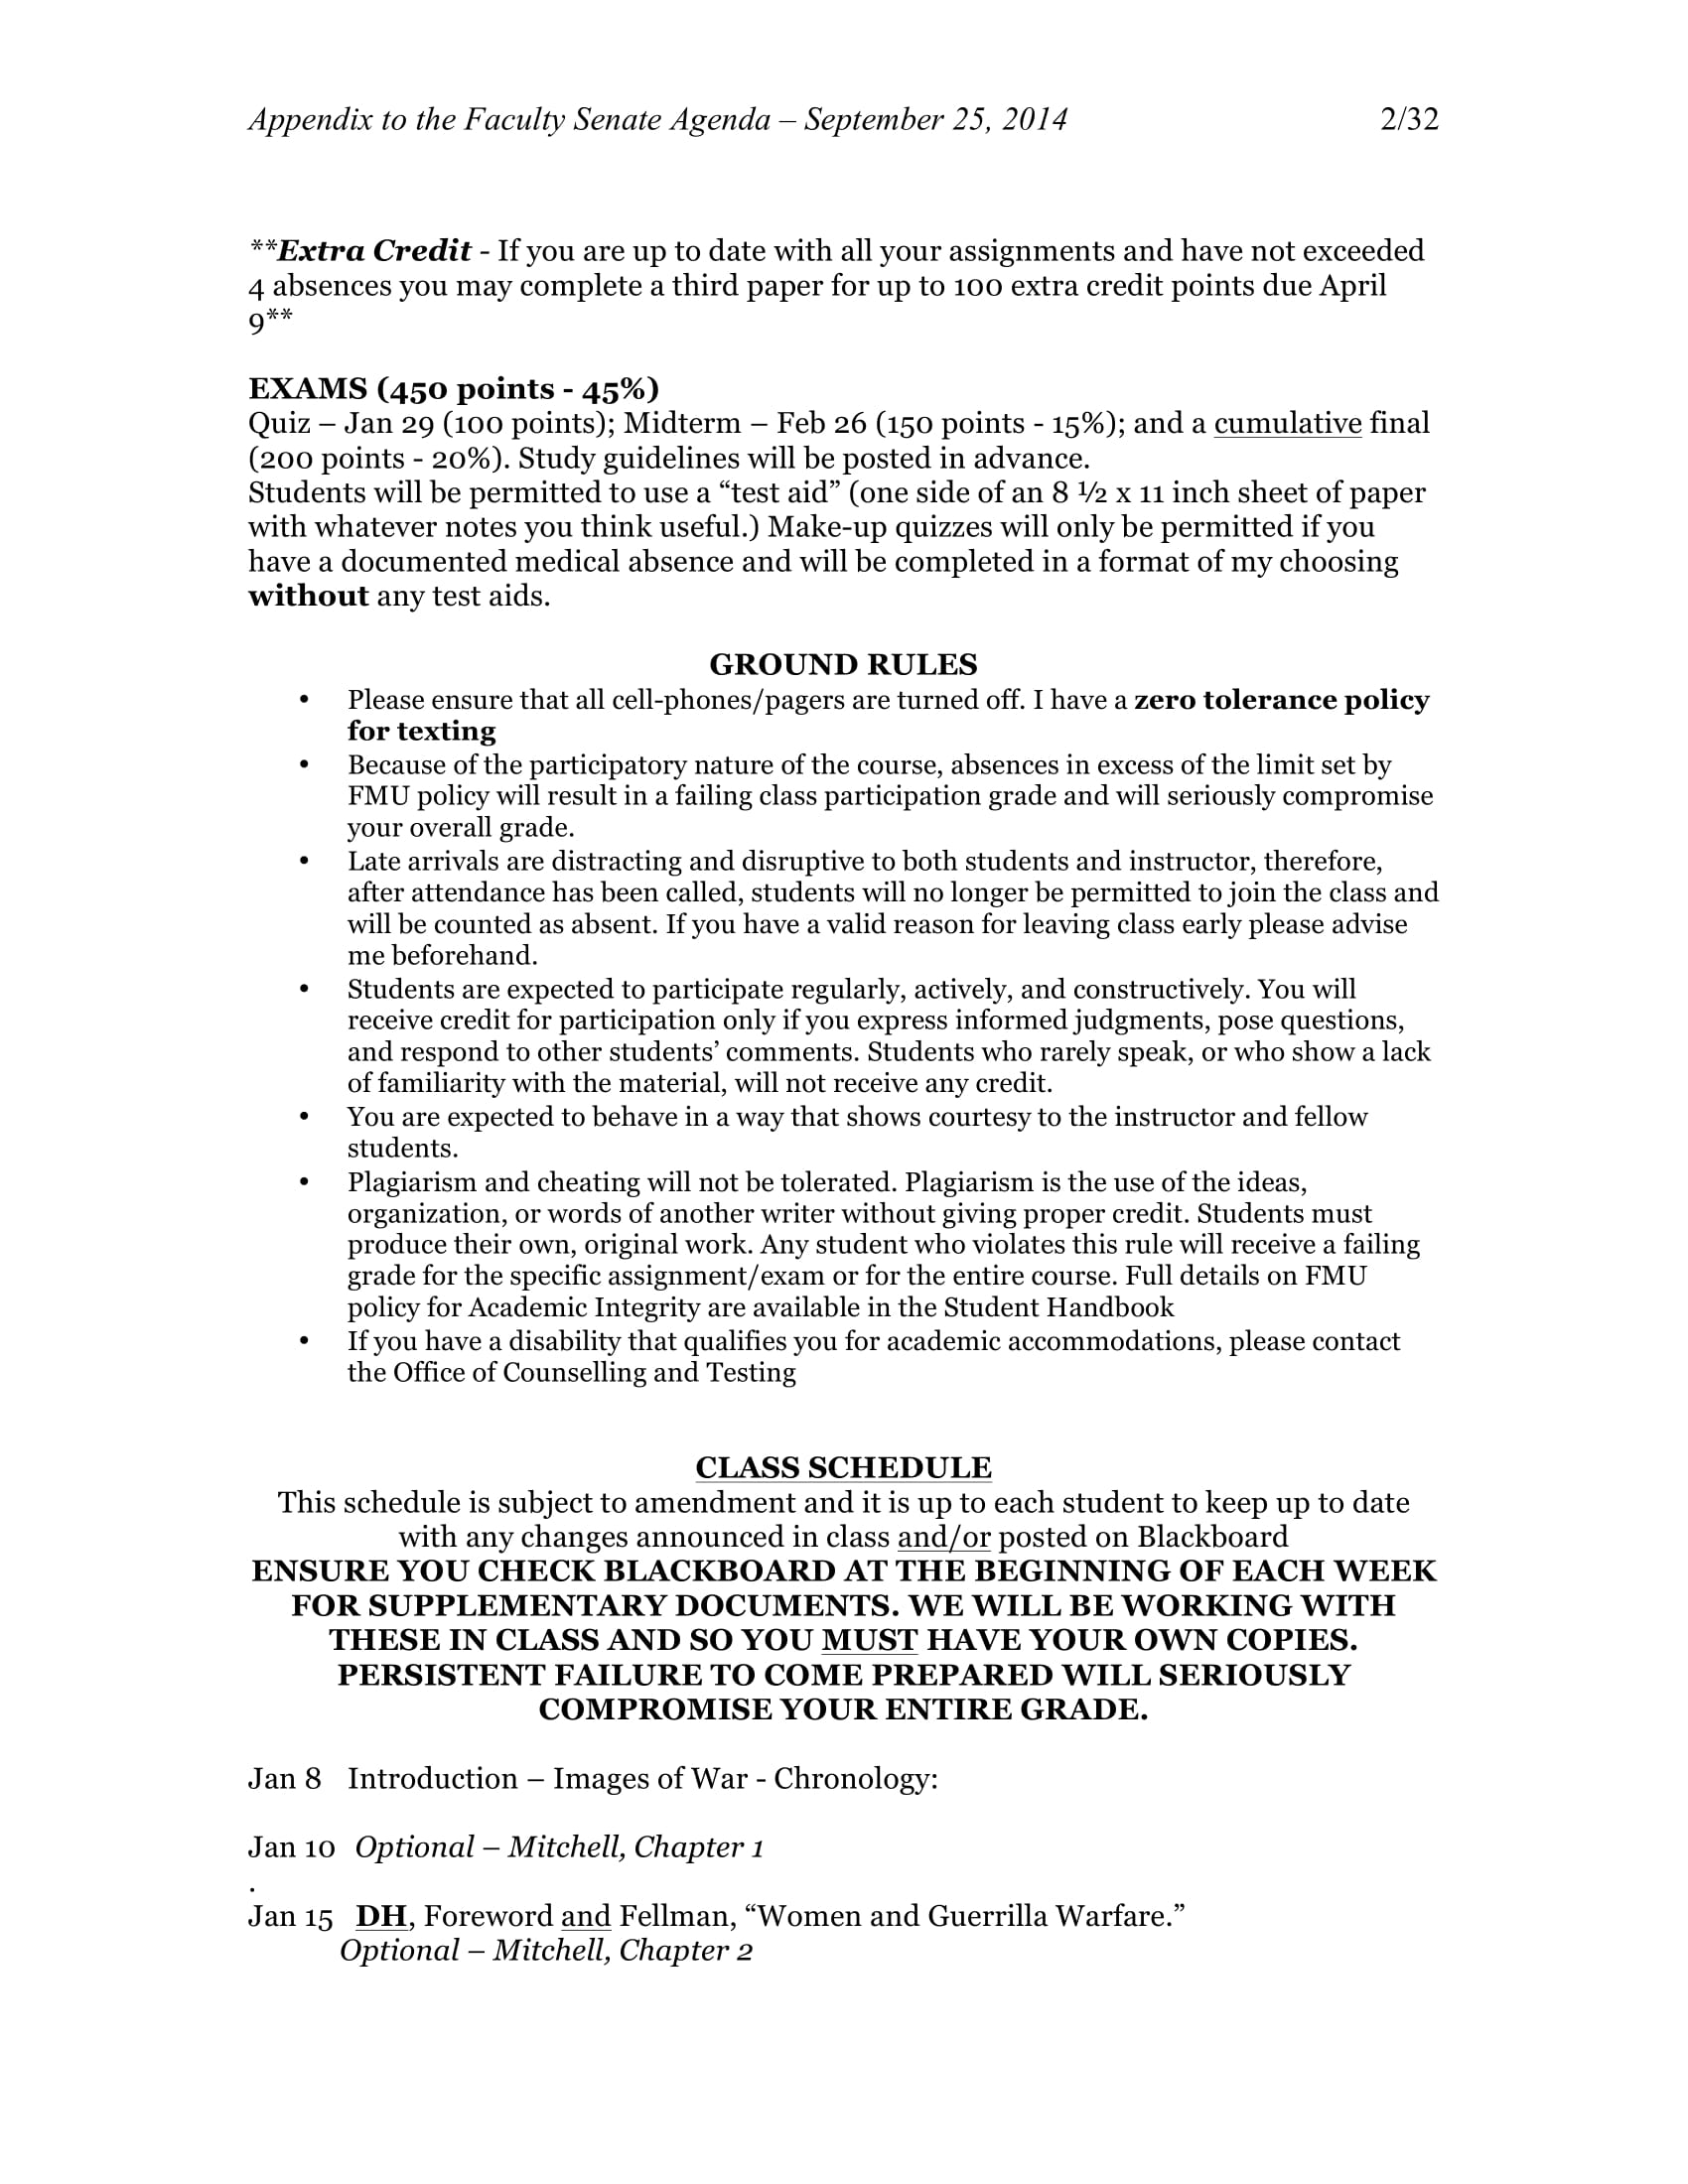 Appendix to the Faculty Senate Agenda – September 25, 2014 2/32
**Extra Credit - If you are up to date with all your assignments and have not exceeded
4 absences you may complete a third paper for up to 100 extra credit points due April
9**
EXAMS (450 points - 45%)
Quiz – Jan 29 (100 points); Midterm – Feb 26 (150 points - 15%); and a cumulative final
(200 points - 20%). Study guidelines will be posted in advance.
Students will be permitted to use a “test aid” (one side of an 8 ½ x 11 inch sheet of paper
with whatever notes you think useful.) Make-up quizzes will only be permitted if you
have a documented medical absence and will be completed in a format of my choosing
without any test aids.
GROUND RULES
• Please ensure that all cell-phones/pagers are turned off. I have a zero tolerance policy
for texting
• Because of the participatory nature of the course, absences in excess of the limit set by
FMU policy will result in a failing class participation grade and will seriously compromise
your overall grade.
• Late arrivals are distracting and disruptive to both students and instructor, therefore,
after attendance has been called, students will no longer be permitted to join the class and
will be counted as absent. If you have a valid reason for leaving class early please advise
me beforehand.
• Students are expected to participate regularly, actively, and constructively. You will
receive credit for participation only if you express informed judgments, pose questions,
and respond to other students’ comments. Students who rarely speak, or who show a lack
of familiarity with the material, will not receive any credit.
• You are expected to behave in a way that shows courtesy to the instructor and fellow
students.
• Plagiarism and cheating will not be tolerated. Plagiarism is the use of the ideas,
organization, or words of another writer without giving proper credit. Students must
produce their own, original work. Any student who violates this rule will receive a failing
grade for the specific assignment/exam or for the entire course. Full details on FMU
policy for Academic Integrity are available in the Student Handbook
• If you have a disability that qualifies you for academic accommodations, please contact
the Office of Counselling and Testing
CLASS SCHEDULE
This schedule is subject to amendment and it is up to each student to keep up to date
with any changes announced in class and/or posted on Blackboard
ENSURE YOU CHECK BLACKBOARD AT THE BEGINNING OF EACH WEEK
FOR SUPPLEMENTARY DOCUMENTS. WE WILL BE WORKING WITH
THESE IN CLASS AND SO YOU MUST HAVE YOUR OWN COPIES.
PERSISTENT FAILURE TO COME PREPARED WILL SERIOUSLY
COMPROMISE YOUR ENTIRE GRADE.
Jan 8 Introduction – Images of War - Chronology:
Jan 10 Optional – Mitchell, Chapter 1
.
Jan 15 DH, Foreword and Fellman, “Women and Guerrilla Warfare.”
Optional – Mitchell, Chapter 2